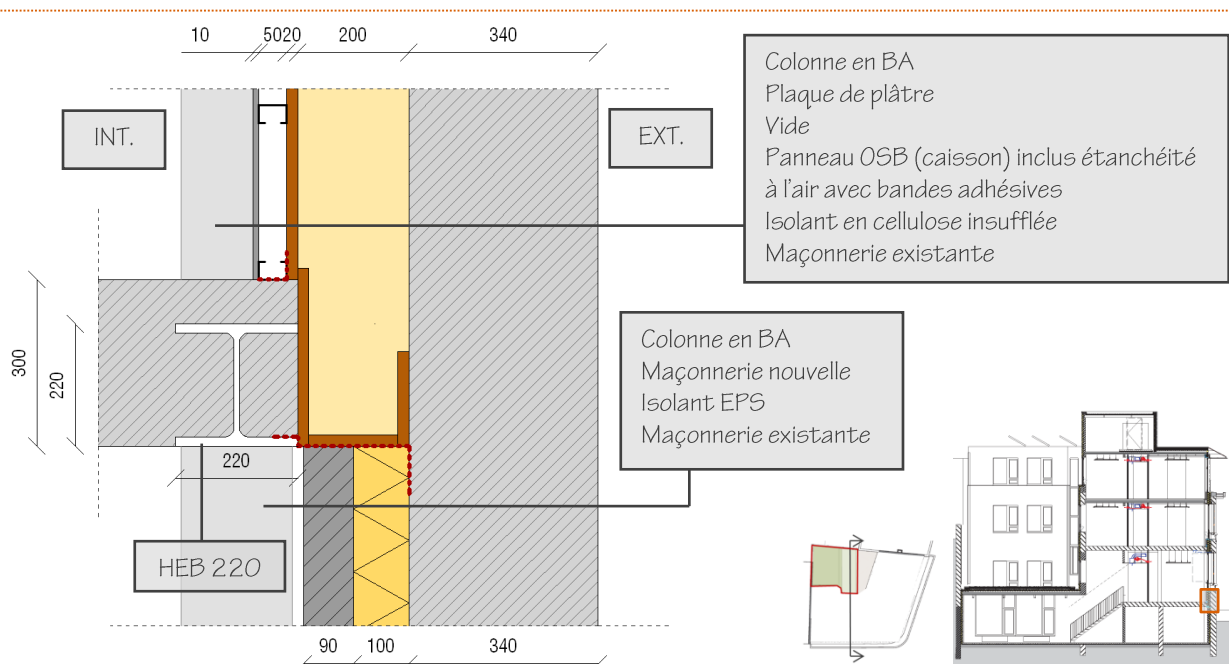 10
50
20
200
340
INT.
EXT.
Colonne en BA
Plaque de plâtre
Vide
Panneau OSB (caisson) inclus étanchéité
à l'air avec bandes adhésives
Isolant en cellulose insufflée
Maçonnerie existante
300
220
Colonne en BA
Maçonnerie nouvelle
Isolant EPS
Maçonnerie existante
220
HEB 220
90
100
340